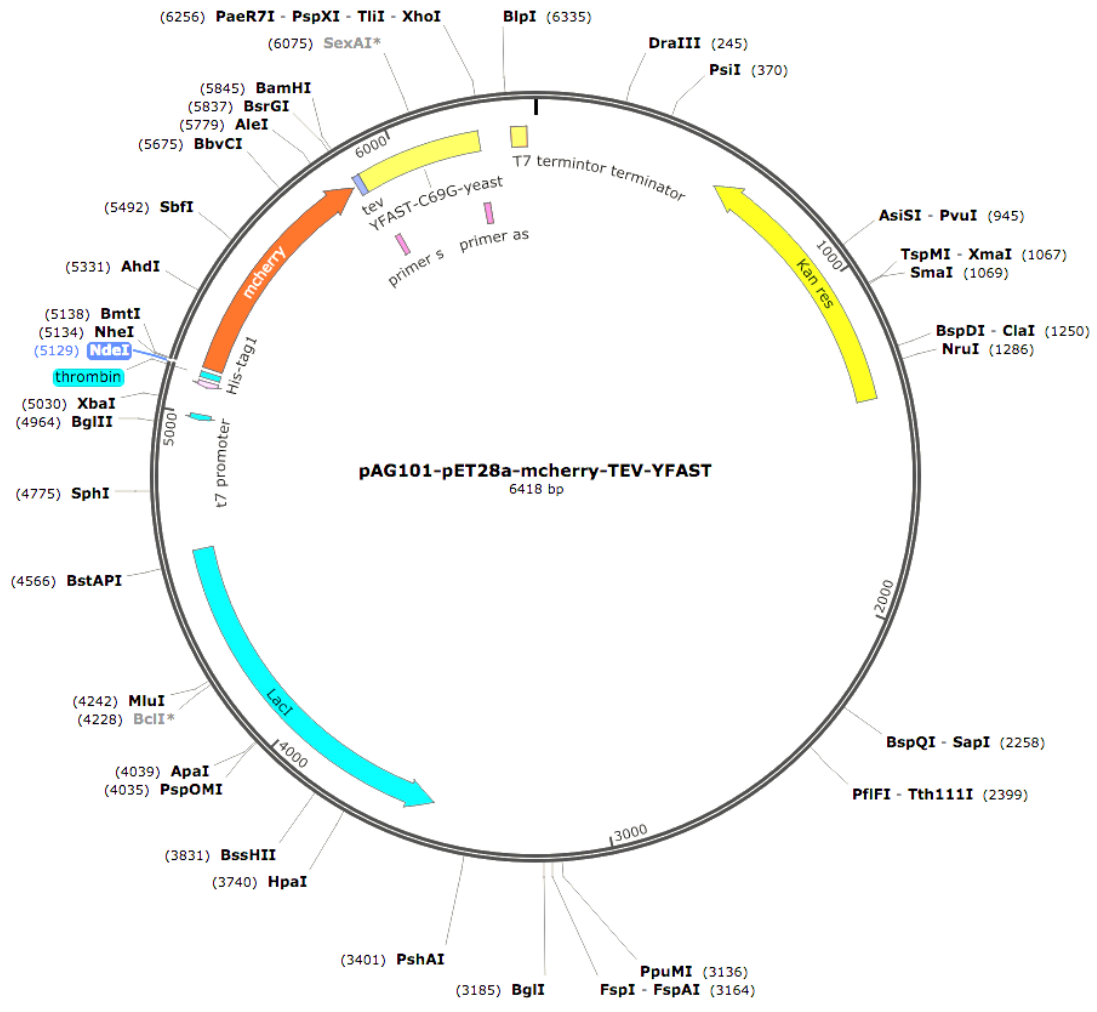 (6256) PaeR7I - PspXI - TliI - XhoI
BlpI (6335)
(6075) SexAI*
DraIII (245)
PsiI (370)
(5845) BamHI
(5837) BsrGI
(5779) AleI
(5675) BbvCI
6000
T7 termintor terminator
tev
YFAST-C69G-yeast
(5492) SbfI
AsiSI - PvuI (945)
primer s
primer as
1000
TspMI - XmaI (1067)
SmaI (1069)
(5331) AhdI
mcherry
Kan res
(5138) BmtI
(5134) NheI
(5129) NdeI
thrombin
BspDI - ClaI (1250)
NruI (1286)
His-tag1
(5030) XbaI
(4964) BglII
5000
t7 promoter
pAG101-pET28a-mcherry-TEV-YFAST
6418 bp
(4775) SphI
(4566) BstAPI
2000
(4242) MluI
(4228) BclI*
LacI
4000
BspQI - SapI (2258)
(4039) ApaI
(4035) PspOMI
PflFI - Tth111I (2399)
3000
(3831) BssHII
(3740) HpaI
(3401) PshAI
PpuMI (3136)
(3185) BglI
FspI - FspAI (3164)